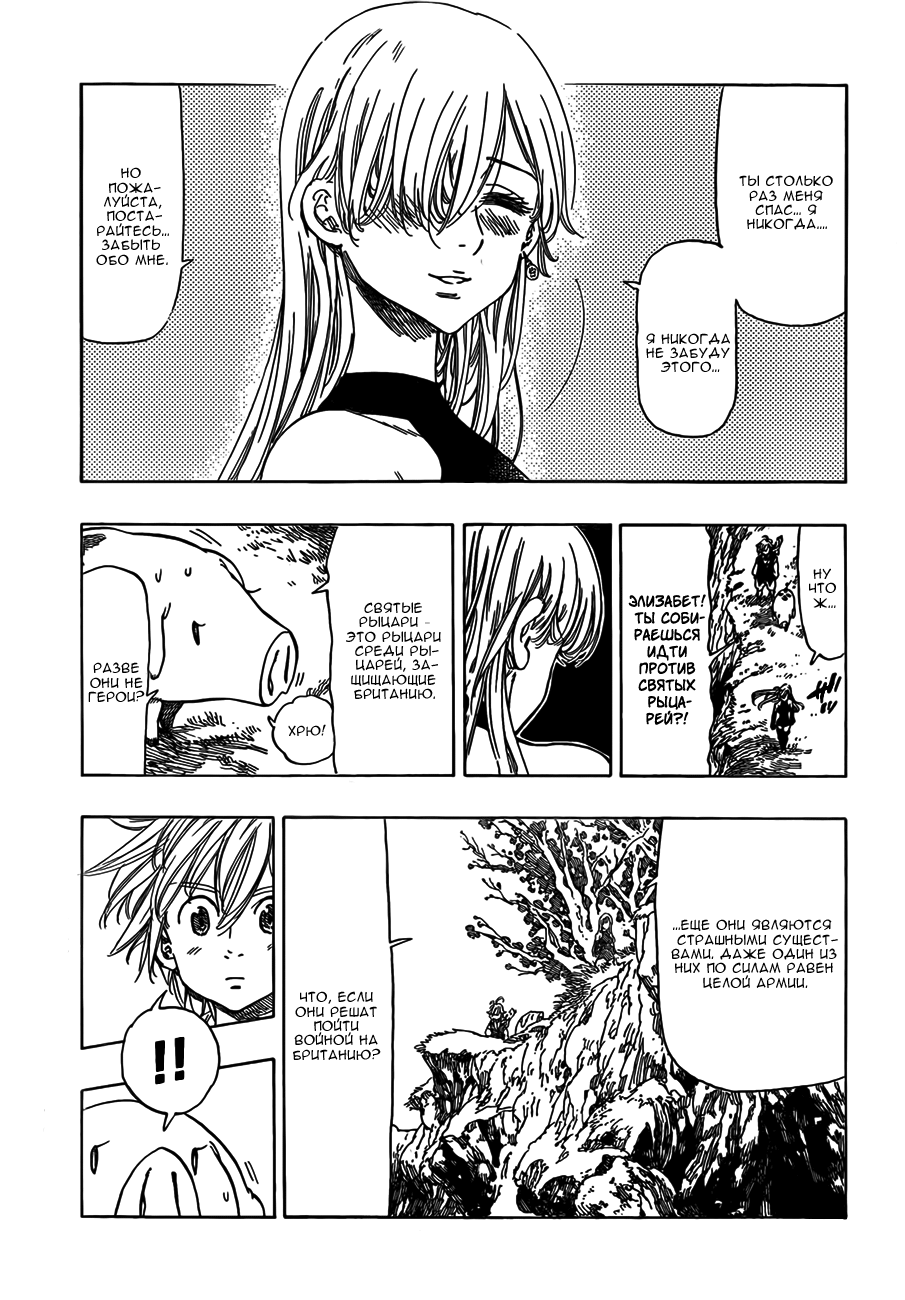 ТЫ СТОЛЬКО
РАЗ МЕНЯ
СПАС... Я
НИКОГДА....
Я НИКОГДА
НЕ ЗАБУДУ
ЭТОГО...
НО
ПОЖА-
ЛУЙСТА,
ПОСТА-
РАЙТЕСЬ...
ЗАБЫТЬ
ОБО МНЕ.
НУ
ЧТО
Ж...
ЭЛИЗАБЕТ!
ТЫ СОБИ-
РАЕШЬСЯ
ИДТИ
ПРОТИВ
СВЯТЫХ
РЫЦА-
РЕЙ?!
СВЯТЫЕ
РЫЦАРИ -
ЭТО РЫЦАРИ
СРЕДИ РЫ-
ЦАРЕЙ, ЗА-
ЩИЩАЮЩИЕ
БРИТАНИЮ.
ХРЮ!
РАЗВЕ
ОНИ НЕ
ГЕРОИ?
...ЕЩЕ ОНИ ЯВЛЯЮТСЯ
СТРАШНЫМИ СУЩЕСТ-
ВАМИ. ДАЖЕ ОДИН ИЗ
НИХ ПО СИЛАМ РАВЕН
ЦЕЛОЙ АРМИИ.
ЧТО, ЕСЛИ
ОНИ РЕШАТ
ПОЙТИ
ВОЙНОЙ НА
БРИТАНИЮ?
!!